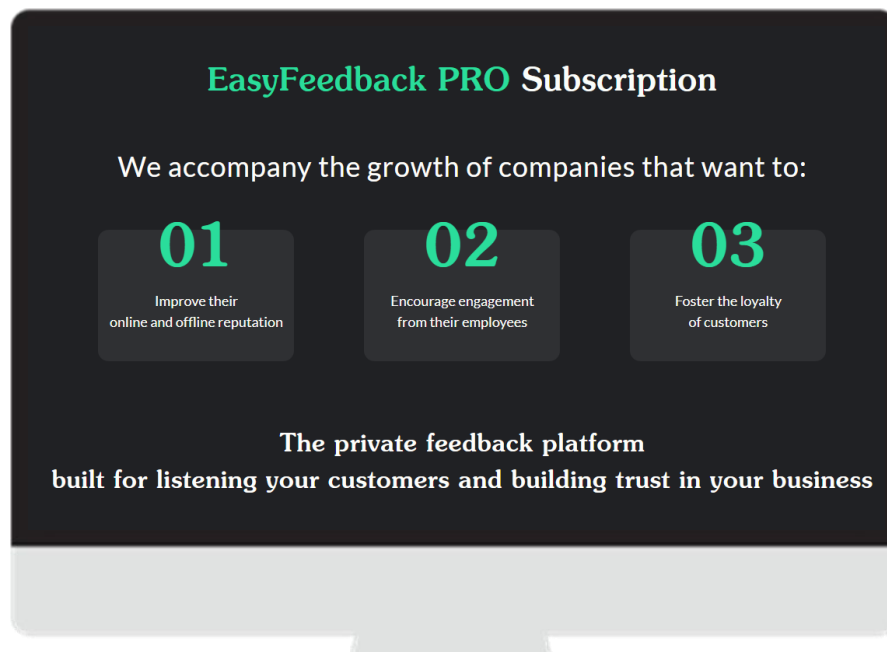 EasyFeedback PRO Subscription
We accompany the growth of companies that want to:
01
Improve their
online and offline reputation
02
Encourage engagement
from their employees
03
Foster the loyalty
of customers
The private feedback platform
built for listening your customers and building trust in your business